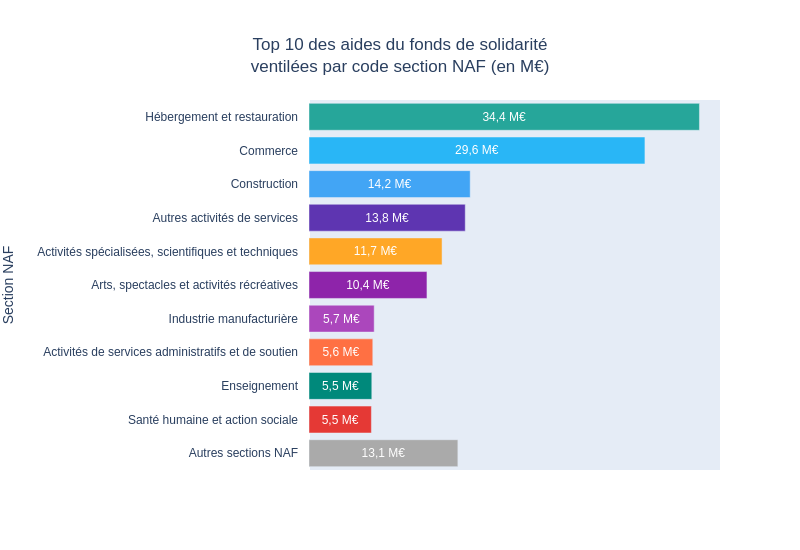 Top 10 des aides du fonds de solidarité
ventilées par code section NAF (en M€)
Section NAF
Hébergement et restauration 34,4 M€
Commerce 29,6 M€
Construction 14,2 M€
Autres activités de services 13,8 M€
Activités spécialisées, scientifiques et techniques 11,7 M€
Arts, spectacles et activités récréatives 10,4 M€
Industrie manufacturière 5,7 M€
Activités de services administratifs et de soutien 5,6 M€
Enseignement 5,5 M€
Santé humaine et action sociale 5,5 M€
Autres sections NAF 13,1 M€